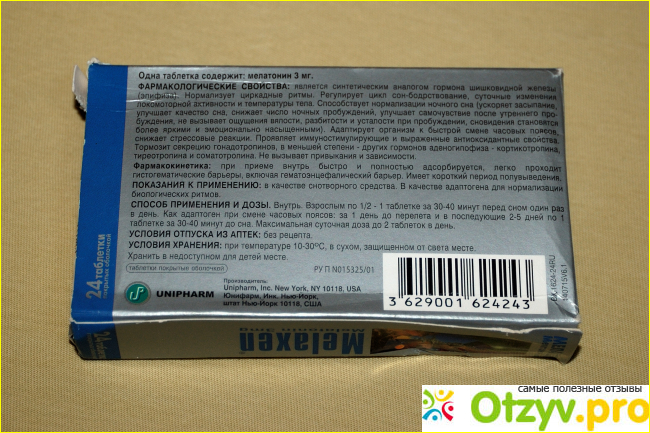 Одна таблетка содержит: мелатонин 3 мг.
ФАРМАКОЛОГИЧЕСКИЕ СВОЙСТВА: является синтетическим аналогом гормона шишковидной железы
(эпифиза). Нормализует циркадные ритмы. Регулирует цикл сон-бодрствование, суточные изменения
локомоторной активности и температуры тела. Способствует нормализации ночного сна (ускоряет засыпание,
улучшает качество сна, снижает число ночных пробуждений, улучшает самочувствие после утреннего про-
буждения, не вызывает ощущения вялости, разбитости и усталости при пробуждении, сновидения становятся
более яркими и эмоционально насыщенными). Адаптирует организм к быстрой смене часовых поясов,
снижает стрессовые реакции. Проявляет иммуностимулирующие и выраженные антиоксидантные свойства.
Тормозит секрецию гонадотропинов, в меньшей степени - других гормонов аденогипофиза - кортикотропина,
тиреотропина и соматотропина. Не вызывает привыкания и зависимости.
Фармакокинетика: при приеме внутрь быстро и полностью адсорбируется, легко проходит
гистогематические барьеры, включая гематоэнцефалический барьер. Имеет короткий период полувыведения.
ПОКАЗАНИЯ К ПРИМЕНЕНИЮ: в качестве снотворного средства. В качестве адаптогена для нормализации
биологических ритмов.
СПОСОБ ПРИМЕНЕНИЯ И ДОЗЫ. Внутрь. Взрослым по 1/2 - 1 таблетке за 30-40 минут перед сном один раз
в день. Как адаптоген при смене часовых поясов: за 1 день до перелета и в последующие 2-5 дней по 1
таблетке за 30-40 минут до сна. Максимальная суточная доза до 2 таблеток в день.
УСЛОВИЯ ОТПУСКА ИЗ АПТЕК: без рецепта.
УСЛОВИЯ ХРАНЕНИЯ: при температуре 10-30ºС, в сухом, защищенном от света месте.
Хранить в недоступном для детей месте.
таблетки покрытые оболочкой
РУ П N015325/01
Производитель:
Unipharm, Inc. New York, NY 10118, USA
Юнифарм, Инк. Нью-Йорк,
штат Нью-Йорк 10118, США
UNIPHARM
3 629001 624243
24 таблетки
покрытые оболочкой
Melaxen
Melatonin 3mg
самые полезные отзывы
Otzyv.pro